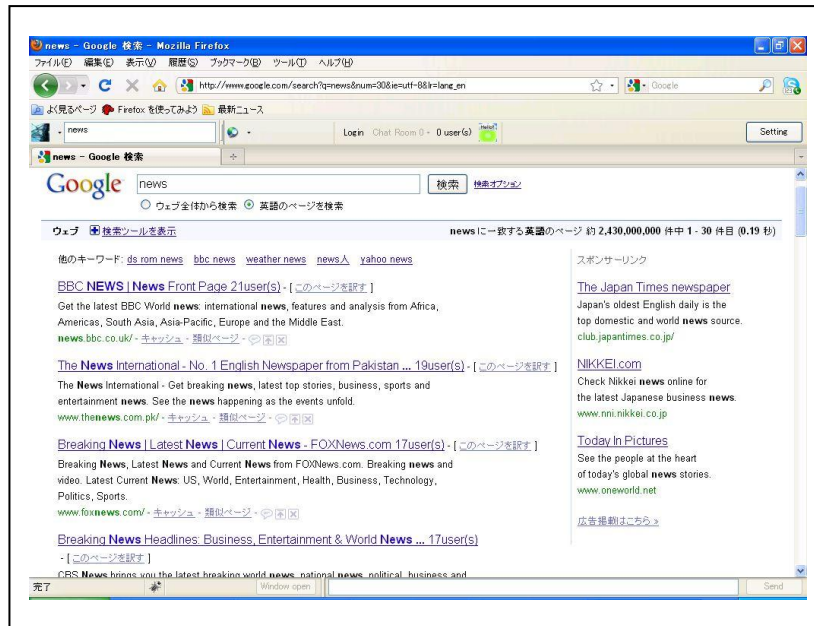 news - Google 検索 - Mozilla Firefox
ファイル(F) 編集(E) 表示(V) 履歴(S) ブックマーク(B) ツール(T) ヘルプ(H)
http://www.google.com/search?q=news&num=30&ie=utf-8&lr=lang_en Google
よく見るページ Firefox を使ってみよう 最新ニュース
news Login Chat Room 0 + 0 user(s) Setting
news - Google 検索
Google news 検索 検索オプション
ウェブ全体から検索 英語のページを検索
ウェブ 検索ツールを表示 news に一致する英語のページ 約 2,430,000,000 件中 1 - 30 件目 (0.19 秒)
他のキーワード: ds rom news bbc news weather news news人 yahoo news
BBC NEWS | News Front Page 21user(s) - [ このページを訳す ]
Get the latest BBC World news: international news, features and analysis from Africa,
Americas, South Asia, Asia-Pacific, Europe and the Middle East.
news.bbc.co.uk/ - キャッシュ - 類似ページ -
The News International - No. 1 English Newspaper from Pakistan ... 19user(s) - [ このページを訳す ]
The News International - Get breaking news, latest top stories, business, sports and
entertainment news. See the news happening as the events unfold.
www.thenews.com.pk/ - キャッシュ - 類似ページ -
Breaking News | Latest News | Current News - FOXNews.com 17user(s) - [ このページを訳す ]
Breaking News, Latest News and Current News from FOXNews.com. Breaking news and
video. Latest Current News: US, World, Entertainment, Health, Business, Technology,
Politics, Sports.
www.foxnews.com/ - キャッシュ - 類似ページ -
Breaking News Headlines: Business, Entertainment & World News ... 17user(s)
- [ このページを訳す ]
CBS News brings you the latest breaking world news, national news, political, business and
スポンサーリンク
The Japan Times newspaper
Japan's oldest English daily is the
top domestic and world news source.
club.japantimes.co.jp/
NIKKEI.com
Check Nikkei news online for
the latest Japanese business news.
www.nni.nikkei.co.jp
Today In Pictures
See the people at the heart
of today's global news stories.
www.oneworld.net
広告掲載はこちら »
完了 Window open Send